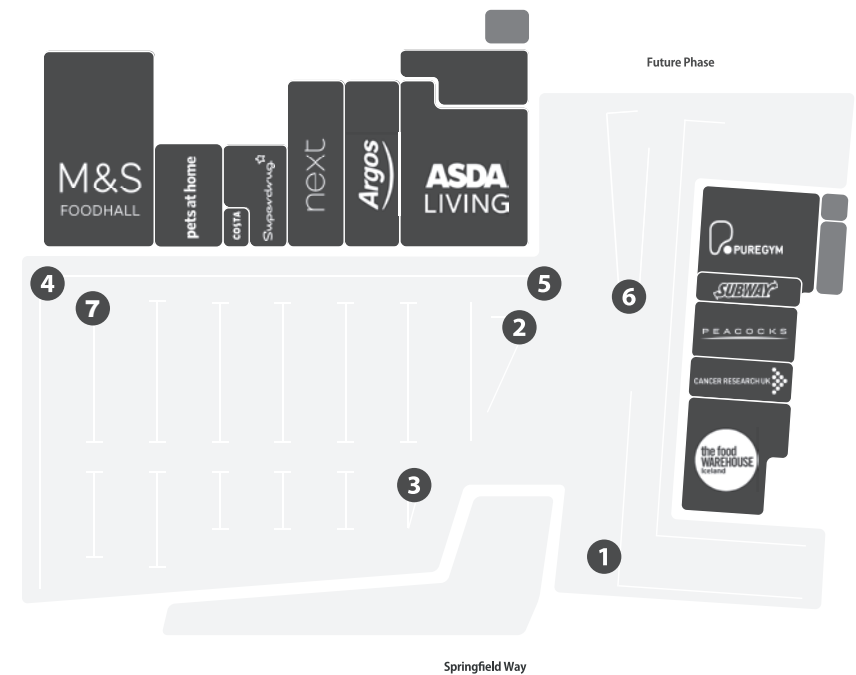 Future Phase
M&S
FOODHALL
pets at home
COSTA
Superdrug
next
Argos
ASDA
LIVING
PUREGYM
SUBWAY
PEACOCKS
CANCER RESEARCH UK
the food
WAREHOUSE
Iceland
4
7
5
2
6
3
1
Springfield Way